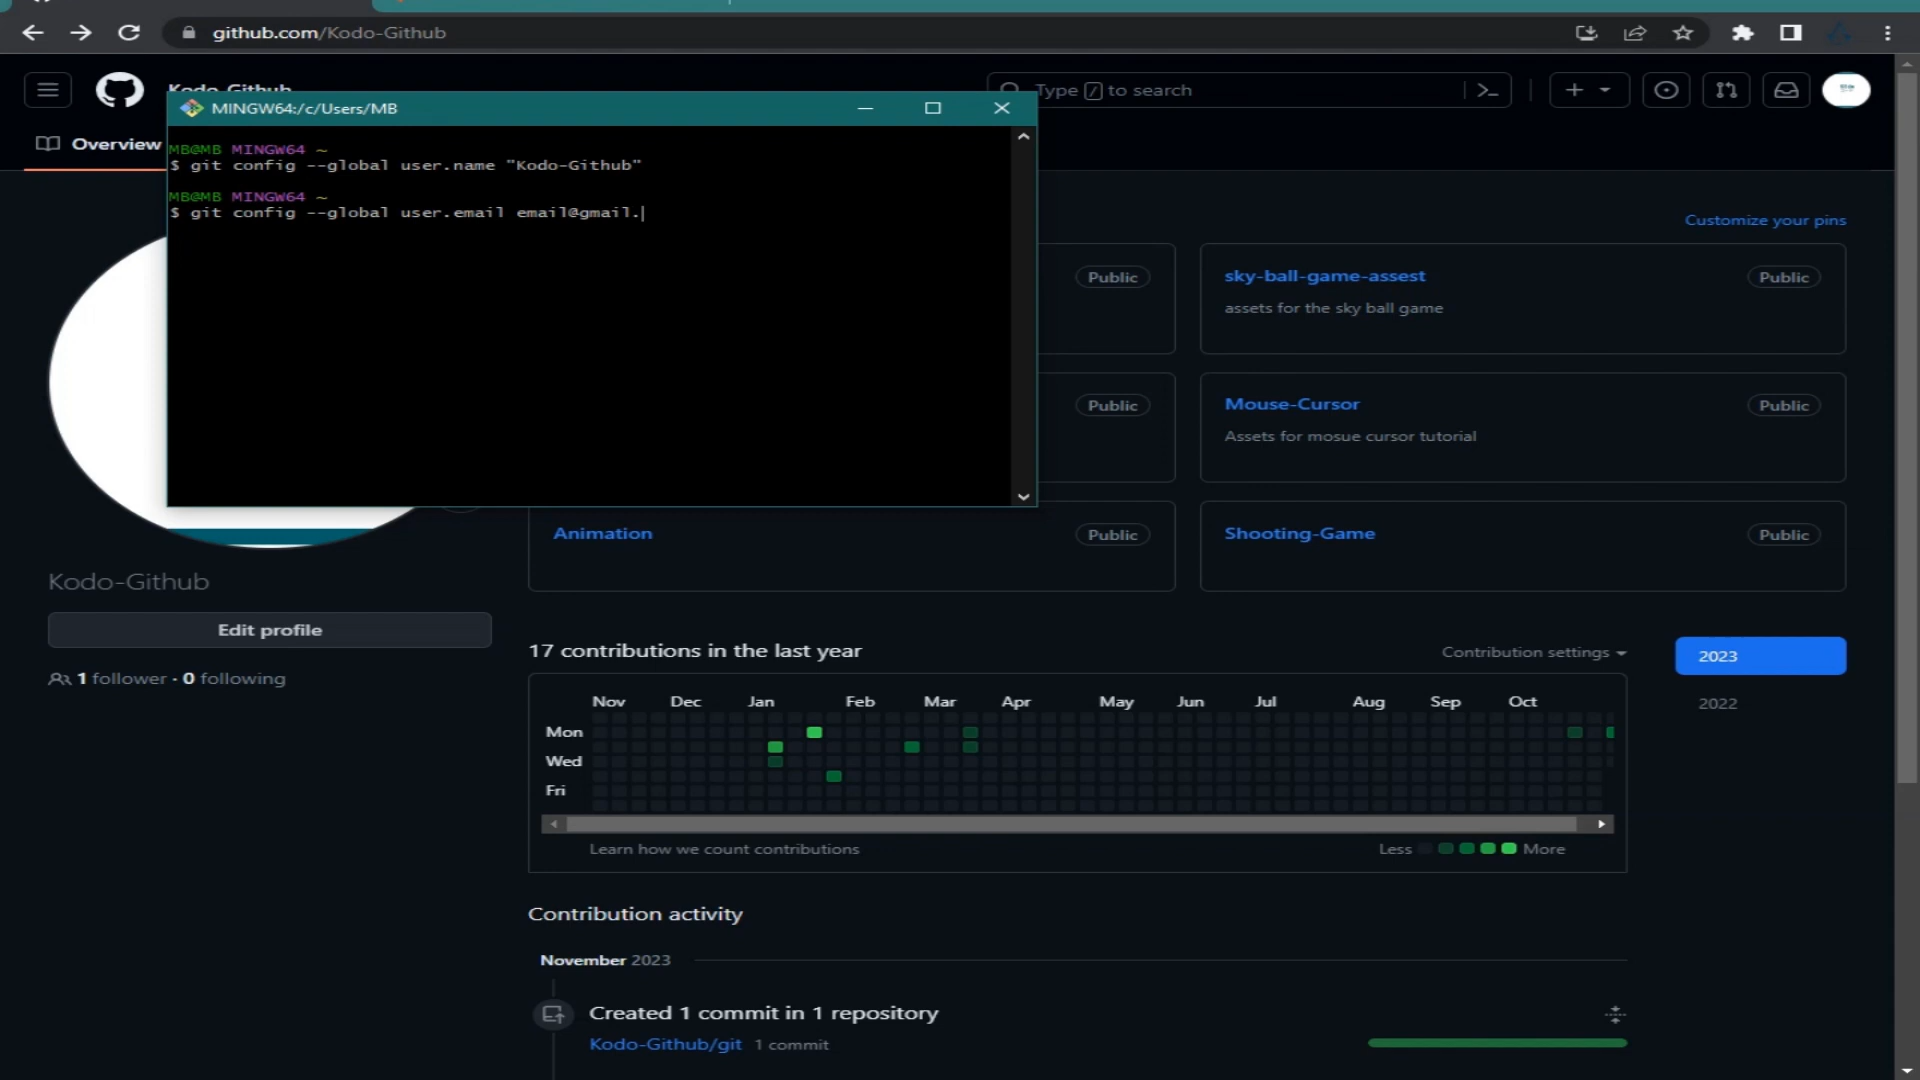 github.com/Kodo-Github
Kodo-Github
Type / to search
MINGW64:/c/Users/MB
Overview
MB@MB MINGW64 ~
$ git config --global user.name "Kodo-Github"
MB@MB MINGW64 ~
$ git config --global user.email email@gmail.
Customize your pins
Public
sky-ball-game-assest
Public
assets for the sky ball game
Public
Mouse-Cursor
Public
Assets for mosue cursor tutorial
Animation
Public
Shooting-Game
Public
Kodo-Github
Edit profile
1 follower · 0 following
17 contributions in the last year
Contribution settings
2023
2022
Nov Dec Jan Feb Mar Apr May Jun Jul Aug Sep Oct
Mon
Wed
Fri
Learn how we count contributions
Less
More
Contribution activity
November 2023
Created 1 commit in 1 repository
Kodo-Github/git 1 commit